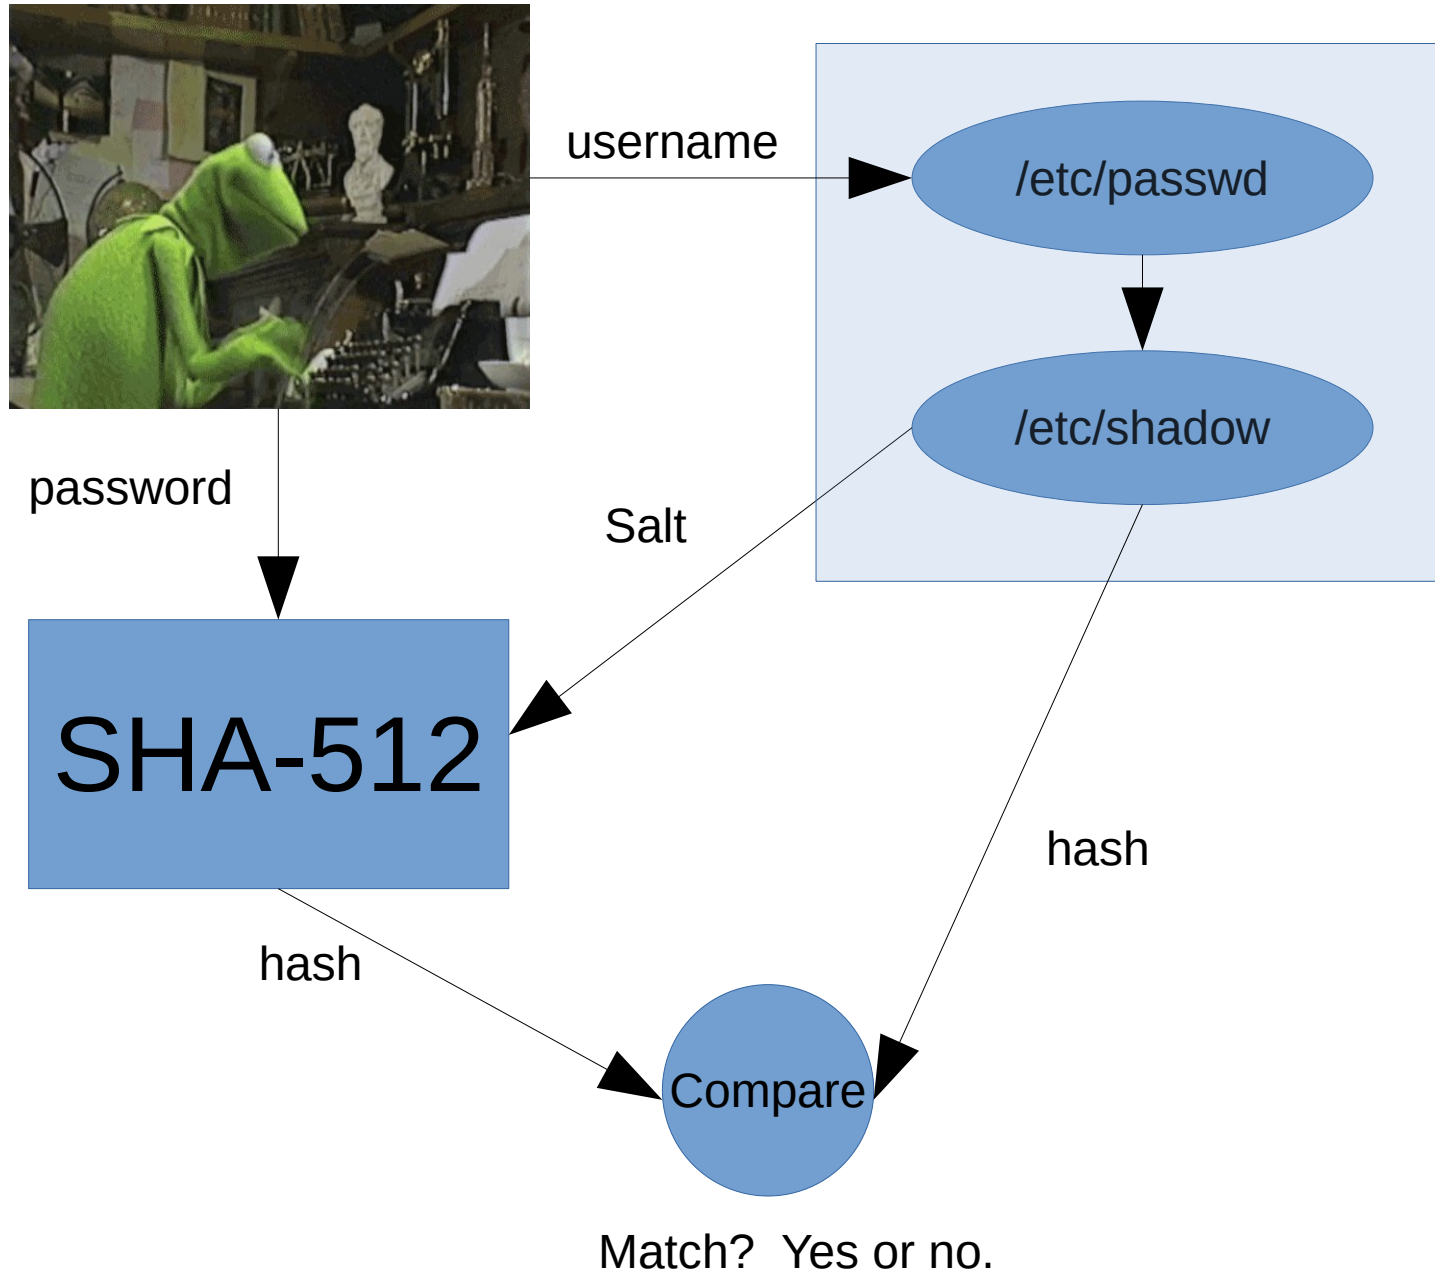 username
/etc/passwd
/etc/shadow
password
Salt
SHA-512
hash
hash
Compare
Match?  Yes or no.